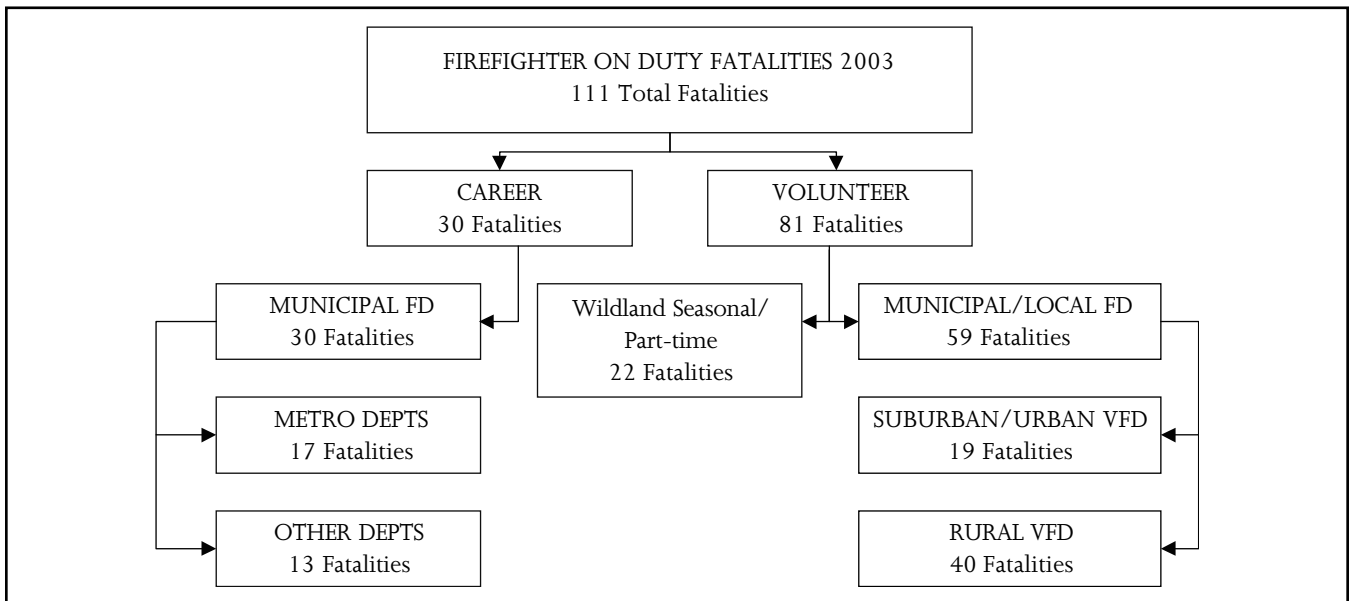 FIREFIGHTER ON DUTY FATALITIES 2003
111 Total Fatalities
CAREER
30 Fatalities
VOLUNTEER
81 Fatalities
MUNICIPAL FD
30 Fatalities
Wildland Seasonal/
Part-time
22 Fatalities
MUNICIPAL/LOCAL FD
59 Fatalities
METRO DEPTS
17 Fatalities
SUBURBAN/URBAN VFD
19 Fatalities
OTHER DEPTS
13 Fatalities
RURAL VFD
40 Fatalities